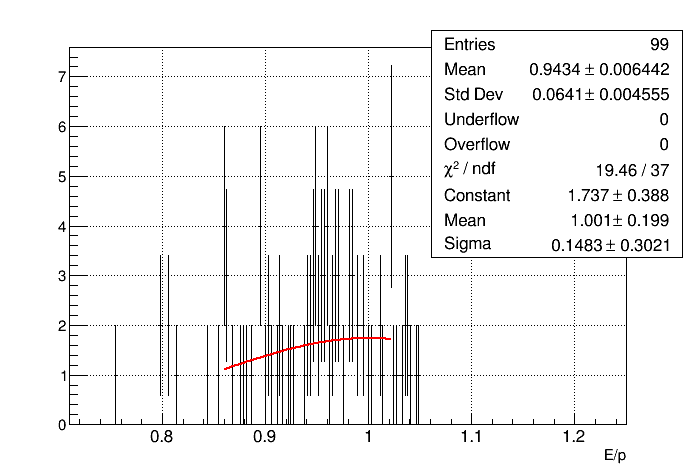 Entries 99
Mean 0.9434 ± 0.006442
Std Dev 0.0641 ± 0.004555
Underflow 0
Overflow 0
χ² / ndf 19.46 / 37
Constant 1.737 ± 0.388
Mean 1.001 ± 0.199
Sigma 0.1483 ± 0.3021
7
6
5
4
3
2
1
0
0.8 0.9 1 1.1 1.2
E/p